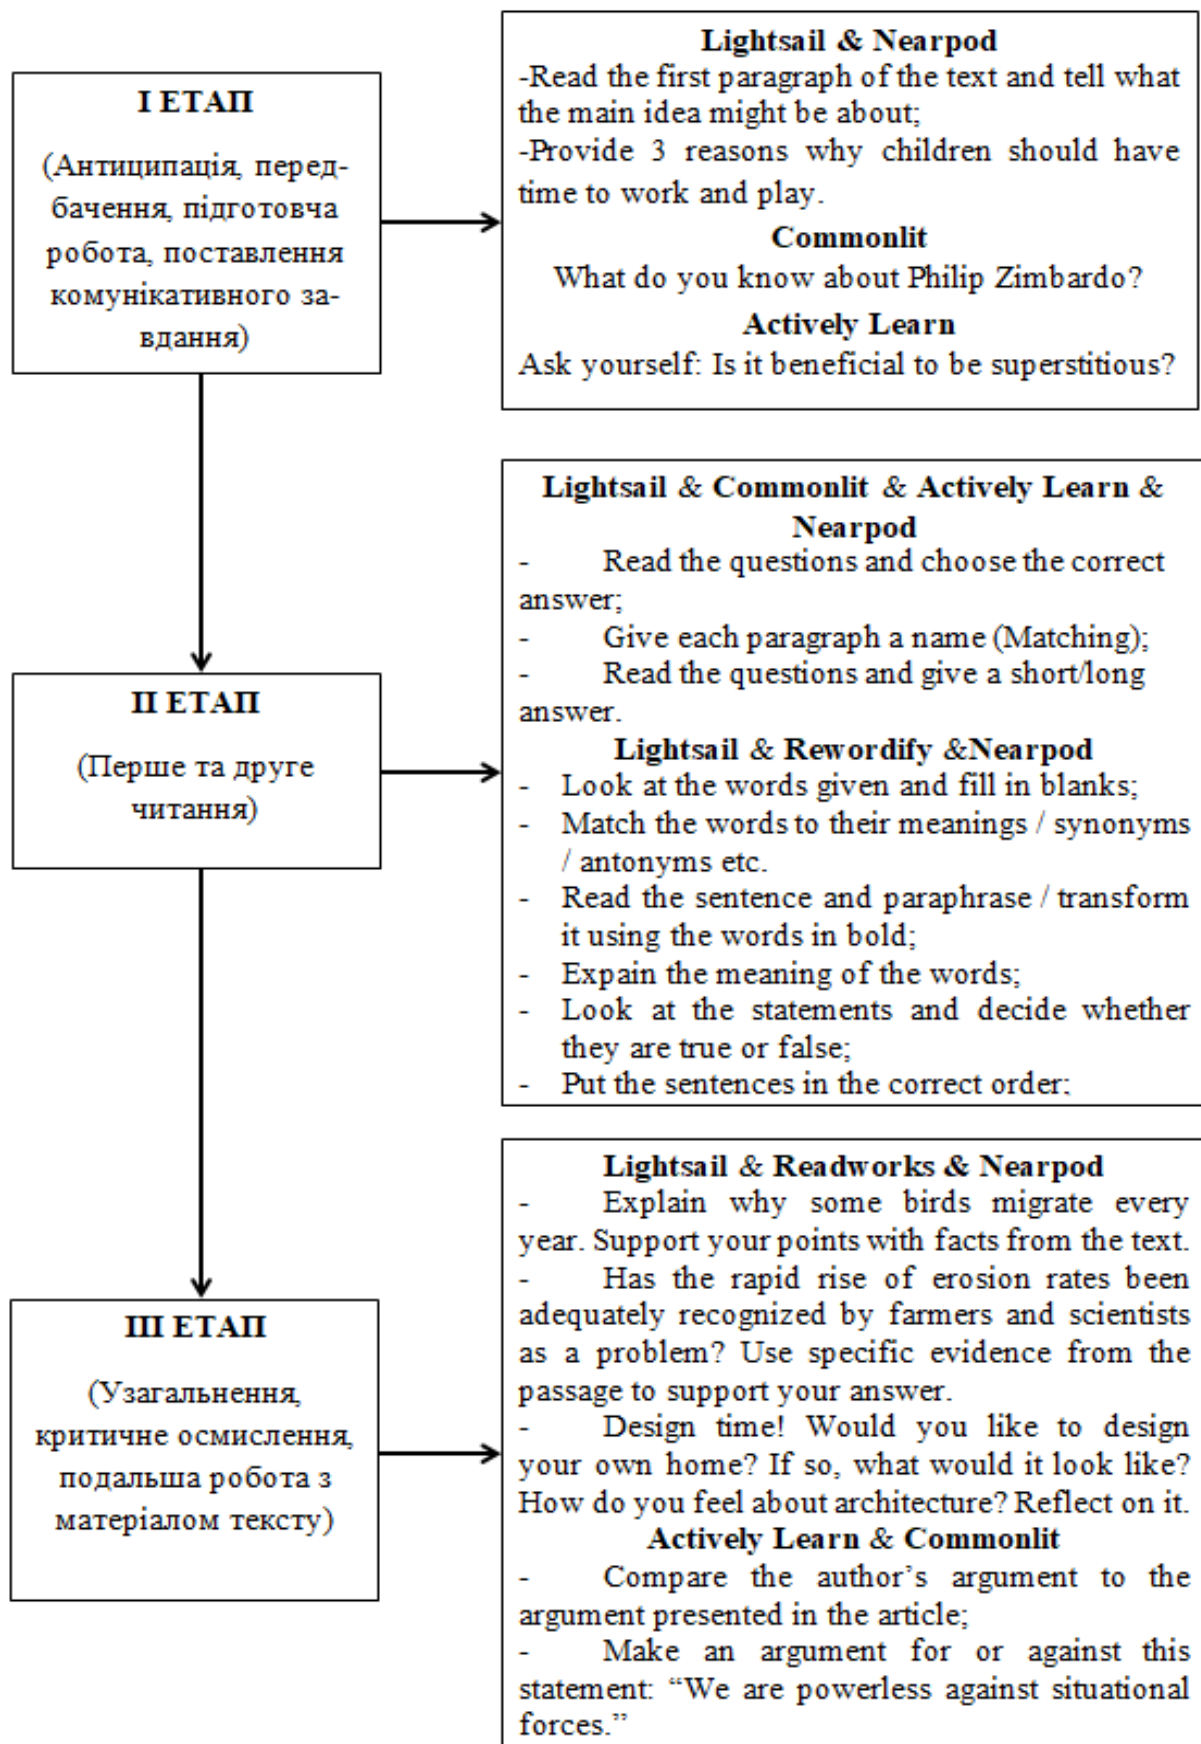 І ЕТАП
(Антиципація, перед-
бачення, підготовча
робота, поставлення
комунікативного за-
вдання)
Lightsail & Nearpod
-Read the first paragraph of the text and tell what
the main idea might be about;
-Provide 3 reasons why children should have
time to work and play.
Commonlit
What do you know about Philip Zimbardo?
Actively Learn
Ask yourself: Is it beneficial to be superstitious?
ІІ ЕТАП
(Перше та друге
читання)
Lightsail & Commonlit & Actively Learn &
Nearpod
- Read the questions and choose the correct
answer;
- Give each paragraph a name (Matching);
- Read the questions and give a short/long
answer.
Lightsail & Rewordify &Nearpod
- Look at the words given and fill in blanks;
- Match the words to their meanings / synonyms
/ antonyms etc.
- Read the sentence and paraphrase / transform
it using the words in bold;
- Expain the meaning of the words;
- Look at the statements and decide whether
they are true or false;
- Put the sentences in the correct order;
ІІІ ЕТАП
(Узагальнення,
критичне осмислення,
подальша робота з
матеріалом тексту)
Lightsail & Readworks & Nearpod
- Explain why some birds migrate every
year. Support your points with facts from the text.
- Has the rapid rise of erosion rates been
adequately recognized by farmers and scientists
as a problem? Use specific evidence from the
passage to support your answer.
- Design time! Would you like to design
your own home? If so, what would it look like?
How do you feel about architecture? Reflect on it.
Actively Learn & Commonlit
- Compare the author’s argument to the
argument presented in the article;
- Make an argument for or against this
statement: “We are powerless against situational
forces.”